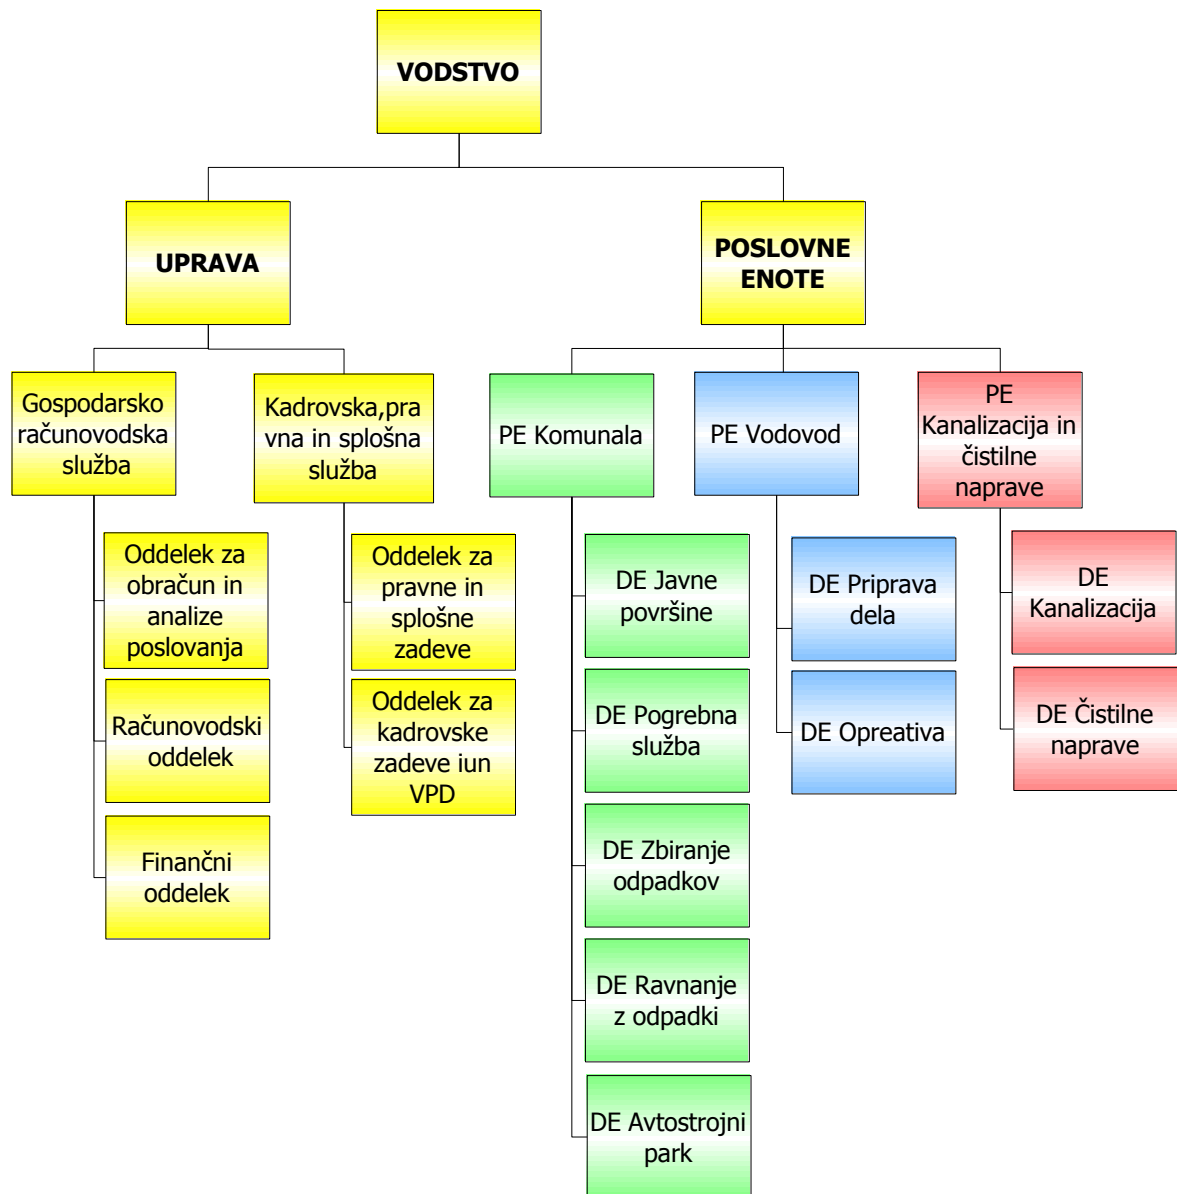 VODSTVO
UPRAVA
POSLOVNE
ENOTE
Gospodarsko
računovodska
služba
Kadrovska,pra
vna in splošna
služba
PE Komunala
PE Vodovod
PE
Kanalizacija in
čistilne
naprave
Oddelek za
obračun in
analize
poslovanja
Računovodski
oddelek
Finančni
oddelek
Oddelek za
pravne in
splošne
zadeve
Oddelek za
kadrovske
zadeve iun
VPD
DE Javne
površine
DE Pogrebna
služba
DE Zbiranje
odpadkov
DE Ravnanje
z odpadki
DE Avtostrojni
park
DE Priprava
dela
DE Opreativa
DE
Kanalizacija
DE Čistilne
naprave